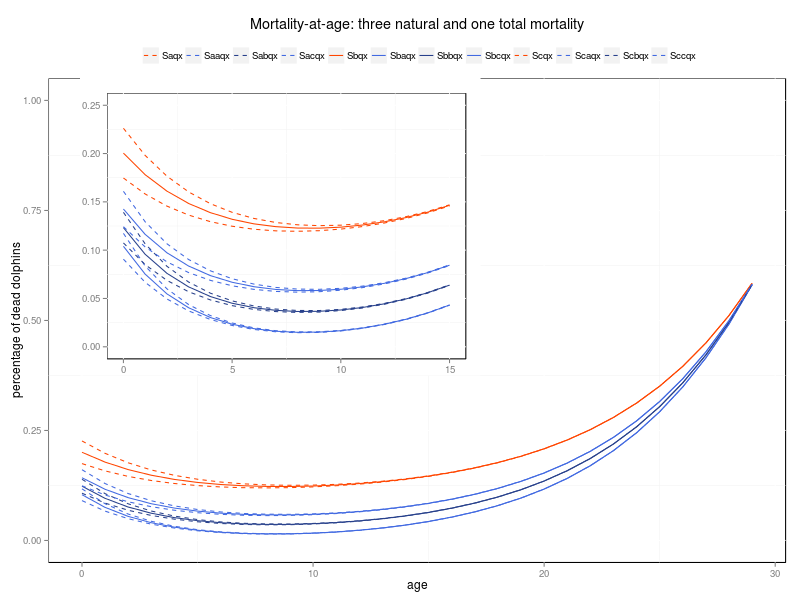 Mortality-at-age: three natural and one total mortality
Saqx Saaqx Sabqx Sacqx Sbqx Sbaqx Sbbqx Sbcqx Scqx Scaqx Scbqx Sccqx
percentage of dead dolphins
1.00
0.75
0.50
0.25
0.00
0.25
0.20
0.15
0.10
0.05
0.00
0 5 10 15
0 10 20 30
age